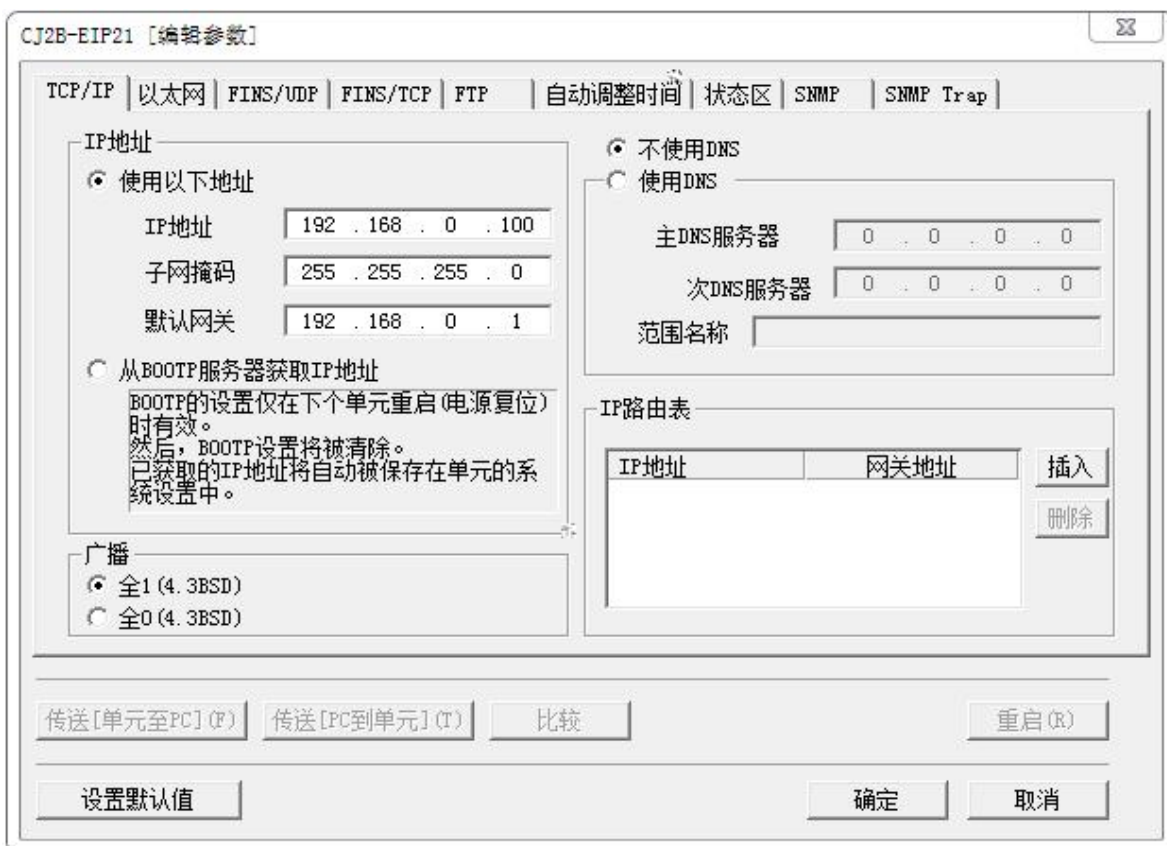 CJ2B-EIP21 [编辑参数]
TCP/IP 以太网 FINS/UDP FINS/TCP FTP 自动调整时间 状态区 SNMP SNMP Trap
IP地址
使用以下地址
IP地址 192 . 168 . 0 . 100
子网掩码 255 . 255 . 255 . 0
默认网关 192 . 168 . 0 . 1
从BOOTP服务器获取IP地址
BOOTP的设置仅在下个单元重启(电源复位)
时有效。
然后，BOOTP设置将被清除。
已获取的IP地址将自动被保存在单元的系
统设置中。
广播
全1(4.3BSD)
全0(4.3BSD)
不使用DNS
使用DNS
主DNS服务器 0 . 0 . 0 . 0
次DNS服务器 0 . 0 . 0 . 0
范围名称
IP路由表
IP地址 网关地址
插入
删除
传送[单元至PC](F) 传送[PC到单元](T) 比较 重启(R)
设置默认值 确定 取消